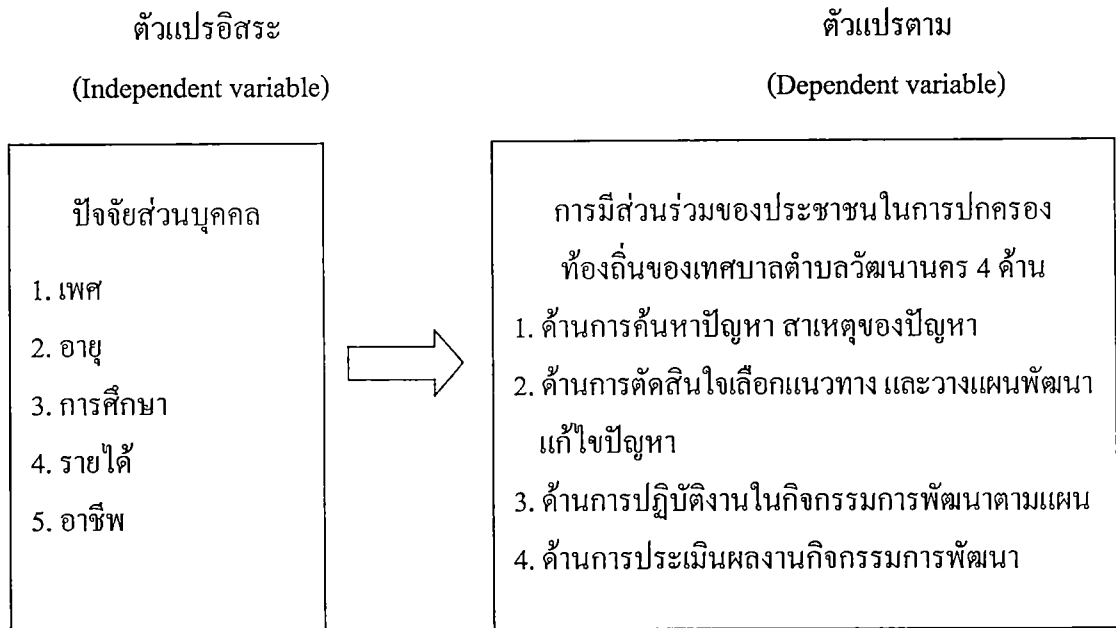 ตัวแปรอิสระ
(Independent variable)
ปัจจัยส่วนบุคคล
1. เพศ
2. อายุ
3. การศึกษา
4. รายได้
5. อาชีพ
ตัวแปรตาม
(Dependent variable)
การมีส่วนร่วมของประชาชนในการปกครอง
ท้องถิ่นของเทศบาลตำบลวัฒนานคร 4 ด้าน
1. ด้านการค้นหาปัญหา สาเหตุของปัญหา
2. ด้านการตัดสินใจเลือกแนวทาง และวางแผนพัฒนา
แก้ไขปัญหา
3. ด้านการปฏิบัติงานในกิจกรรมการพัฒนาตามแผน
4. ด้านการประเมินผลงานกิจกรรมการพัฒนา